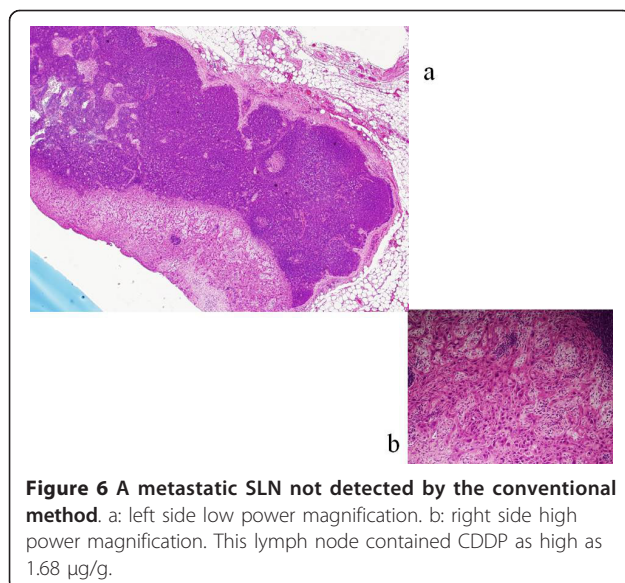 a
b
Figure 6 A metastatic SLN not detected by the conventional
method. a: left side low power magnification. b: right side high
power magnification. This lymph node contained CDDP as high as
1.68 μg/g.